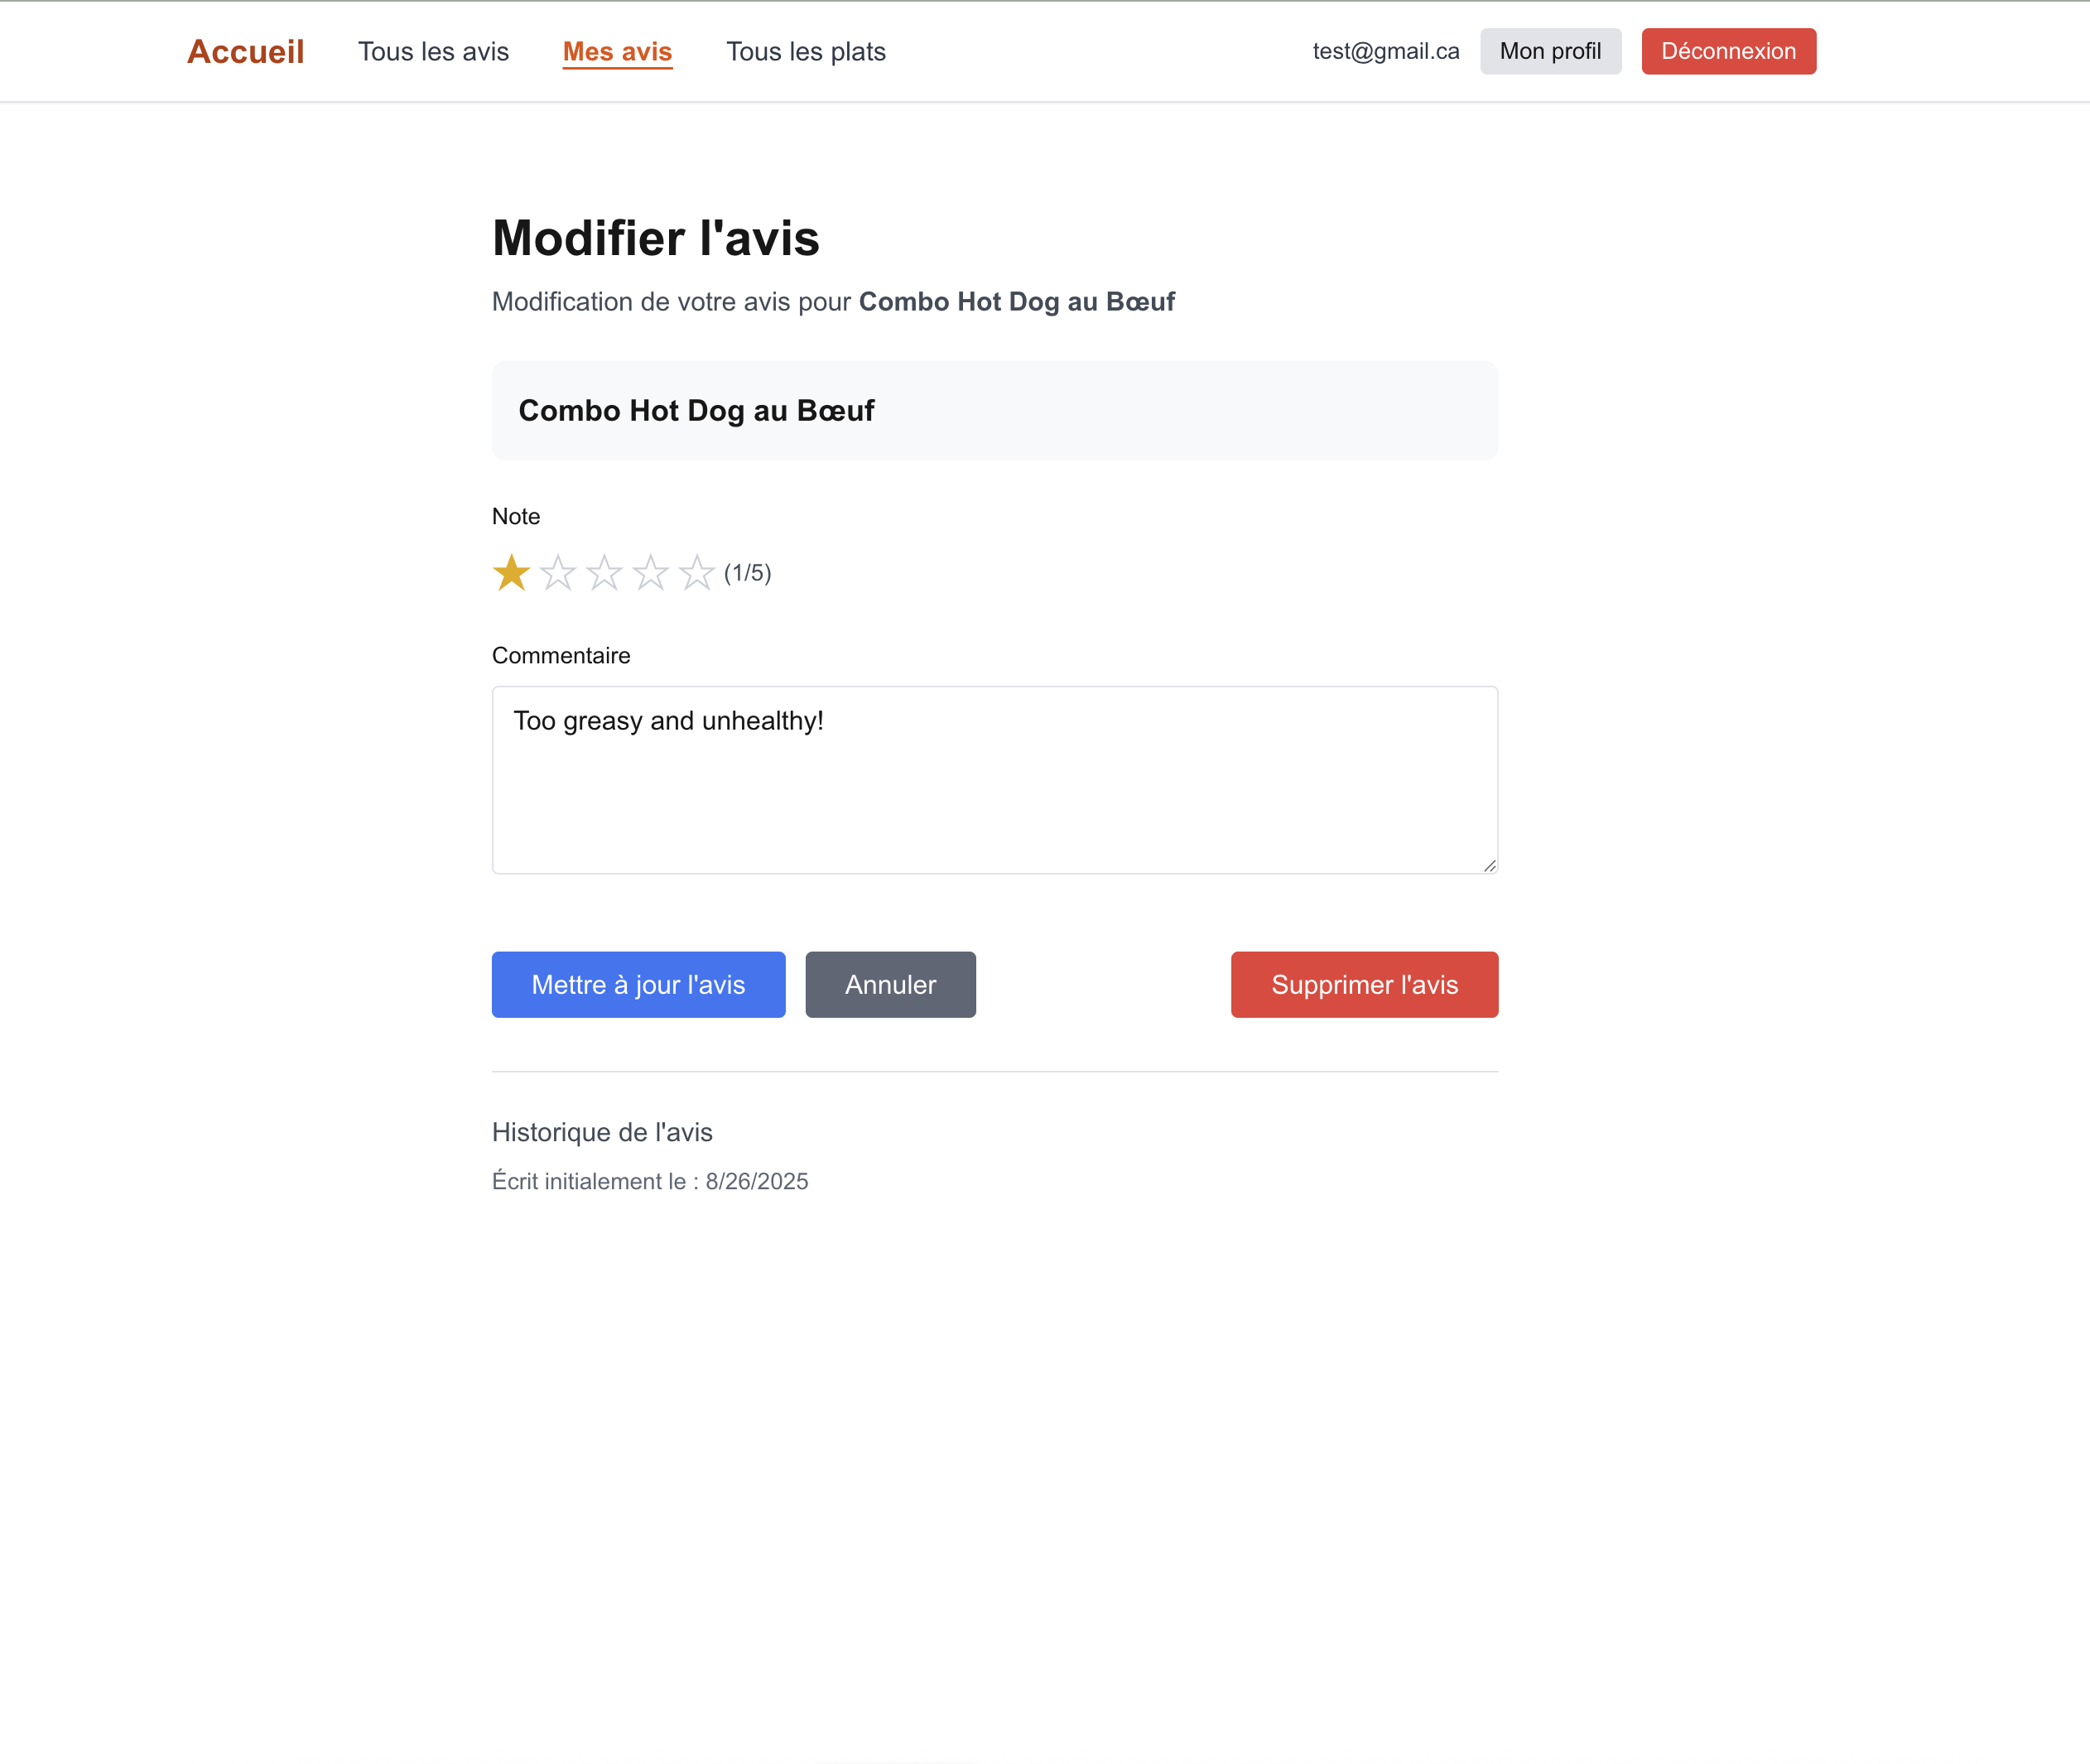 Accueil Tous les avis Mes avis Tous les plats test@gmail.ca Mon profil Déconnexion
Modifier l'avis
Modification de votre avis pour Combo Hot Dog au Bœuf
Combo Hot Dog au Bœuf
Note
(1/5)
Commentaire
Too greasy and unhealthy!
Mettre à jour l'avis Annuler Supprimer l'avis
Historique de l'avis
Écrit initialement le : 8/26/2025